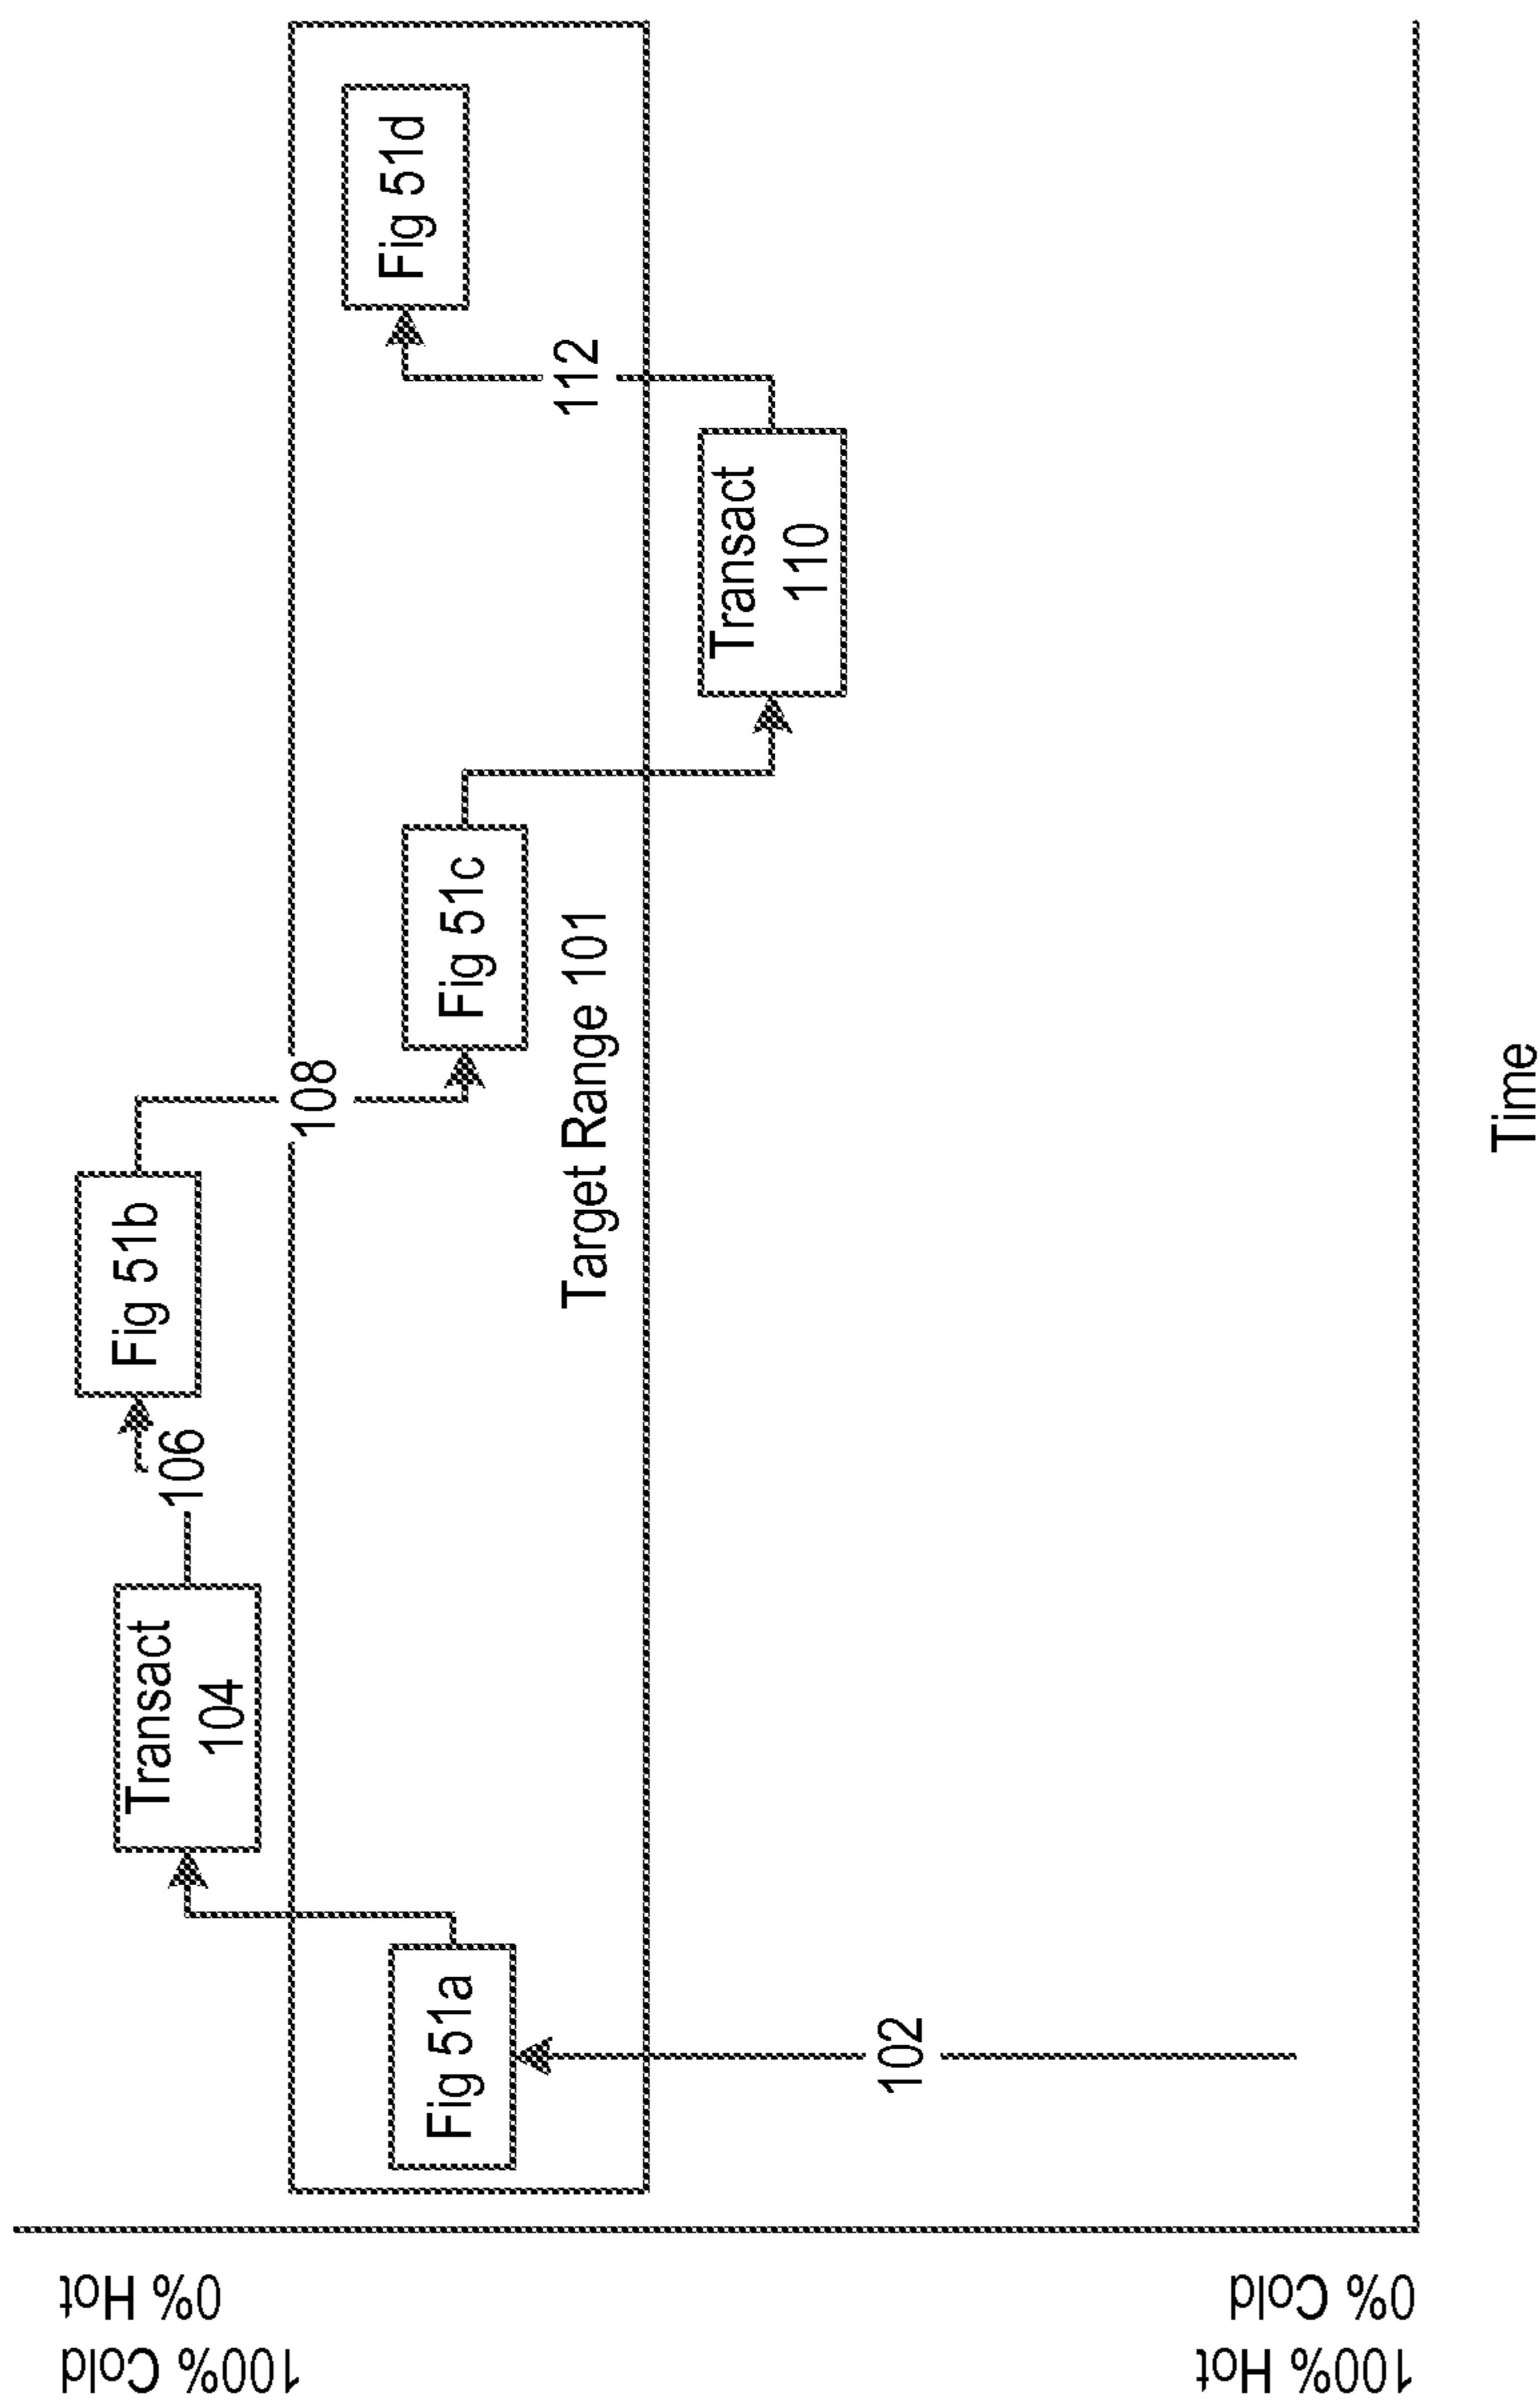 100% Cold
0% Hot
Fig 51a
102
Transact
104
106
Fig 51b
108
Fig 51c
Target Range 101
Transact
110
112
Fig 51d
100% Hot
0% Cold
Time